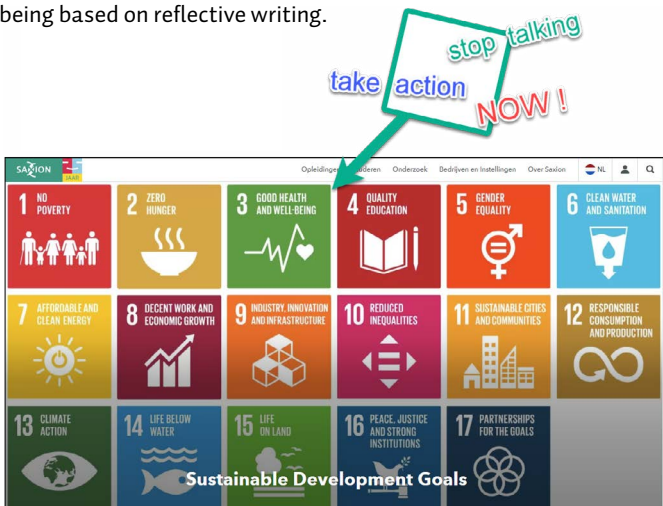 being based on reflective writing.
stop talking
take action
NOW !
SAXION
JAAR
Opleidingen
Onderzoek
Bedrijven en Instellingen
Over Saxion
NL
1 NO POVERTY
2 ZERO HUNGER
3 GOOD HEALTH AND WELL-BEING
4 QUALITY EDUCATION
5 GENDER EQUALITY
6 CLEAN WATER AND SANITATION
7 AFFORDABLE AND CLEAN ENERGY
8 DECENT WORK AND ECONOMIC GROWTH
9 INDUSTRY, INNOVATION AND INFRASTRUCTURE
10 REDUCED INEQUALITIES
11 SUSTAINABLE CITIES AND COMMUNITIES
12 RESPONSIBLE CONSUMPTION AND PRODUCTION
13 CLIMATE ACTION
14 LIFE BELOW WATER
15 LIFE ON LAND
16 PEACE, JUSTICE AND STRONG INSTITUTIONS
17 PARTNERSHIPS FOR THE GOALS
Sustainable Development Goals